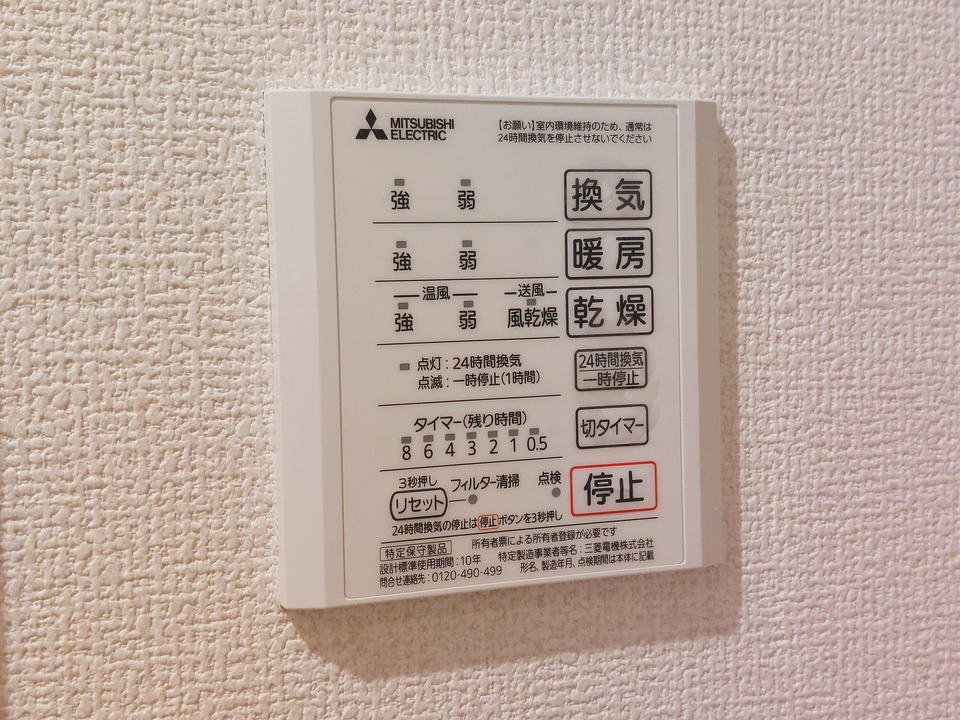 MITSUBISHI
ELECTRIC
【お願い】室内環境維持のため、通常は
24時間換気を停止させないでください
強 弱 換気
強 弱 暖房
温風 送風
強 弱 風乾燥 乾燥
点灯：24時間換気
点滅：一時停止(1時間)
24時間換気
一時停止
タイマー(残り時間)
8 6 4 3 2 1 0.5
切タイマー
3秒押し
リセット フィルター清掃 点検
停止
24時間換気の停止は停止ボタンを3秒押し
特定保守製品 所有者票による所有者登録が必要です
設計標準使用期間：10年 特定製造事業者等名：三菱電機株式会社
問合せ連絡先：0120-490-499 形名、製造年月、点検期間は本体に記載